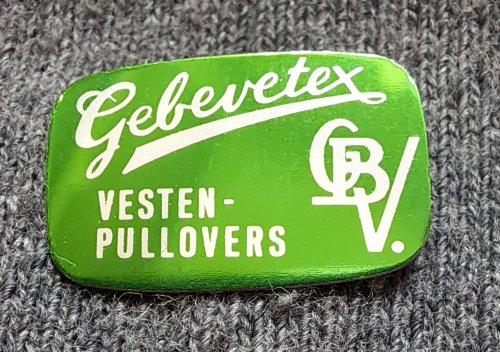 Gebevetex
GBV.
VESTEN-
PULLOVERS